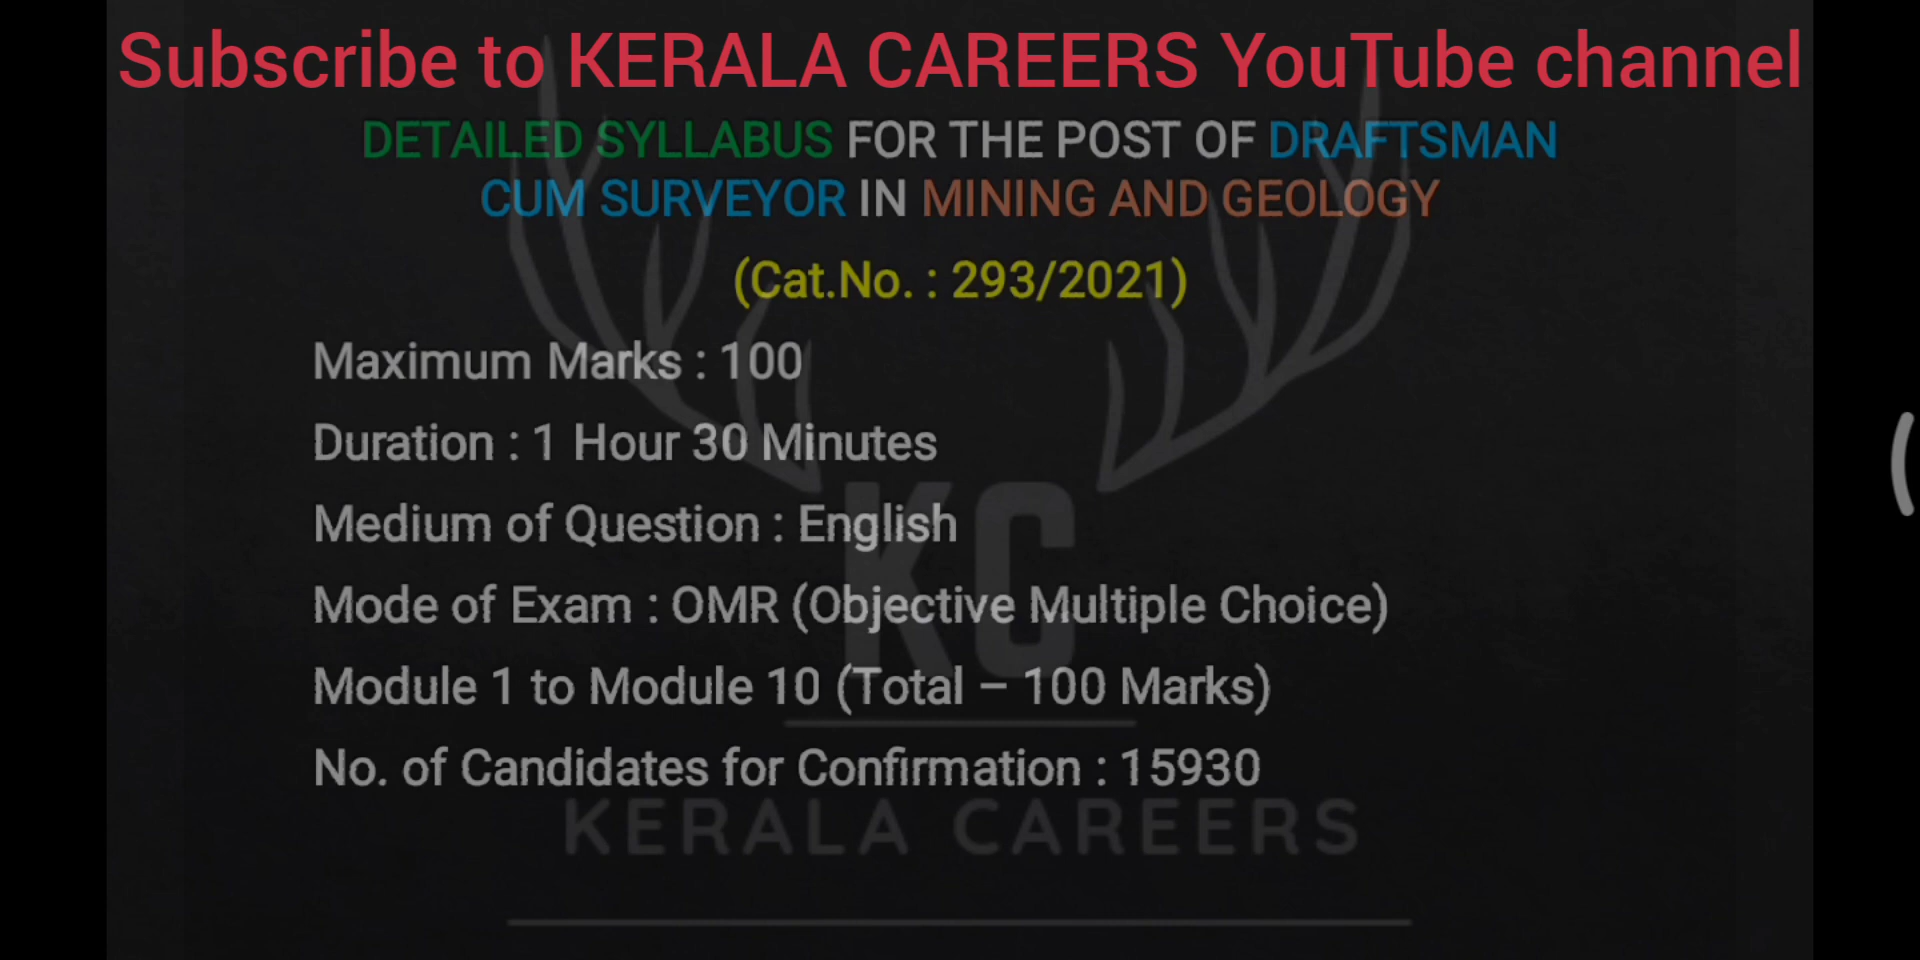 Subscribe to KERALA CAREERS YouTube channel
DETAILED SYLLABUS FOR THE POST OF DRAFTSMAN
CUM SURVEYOR IN MINING AND GEOLOGY
(Cat.No. : 293/2021)
Maximum Marks : 100
Duration : 1 Hour 30 Minutes
Medium of Question : English
KC
Mode of Exam : OMR (Objective Multiple Choice)
Module 1 to Module 10 (Total – 100 Marks)
No. of Candidates for Confirmation : 15930
KERALA CAREERS